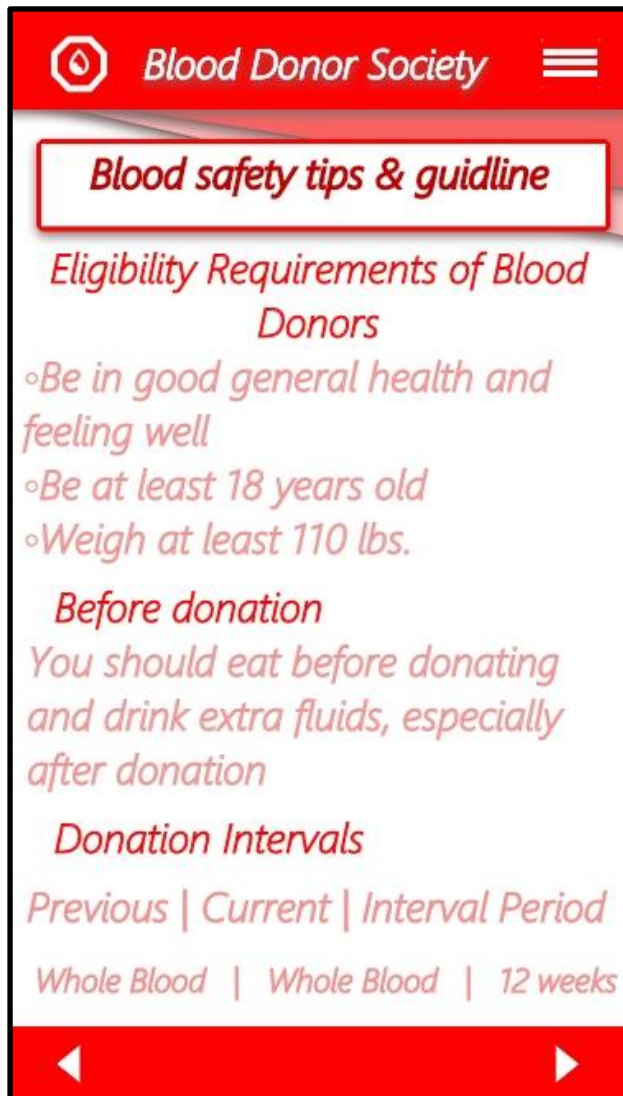 Blood Donor Society
Blood safety tips & guidline
Eligibility Requirements of Blood
Donors
◦Be in good general health and
feeling well
◦Be at least 18 years old
◦Weigh at least 110 lbs.
Before donation
You should eat before donating
and drink extra fluids, especially
after donation
Donation Intervals
Previous | Current | Interval Period
Whole Blood | Whole Blood | 12 weeks